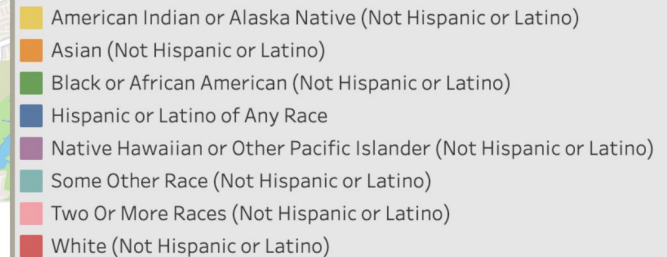 American Indian or Alaska Native (Not Hispanic or Latino)
Asian (Not Hispanic or Latino)
Black or African American (Not Hispanic or Latino)
Hispanic or Latino of Any Race
Native Hawaiian or Other Pacific Islander (Not Hispanic or Latino)
Some Other Race (Not Hispanic or Latino)
Two Or More Races (Not Hispanic or Latino)
White (Not Hispanic or Latino)